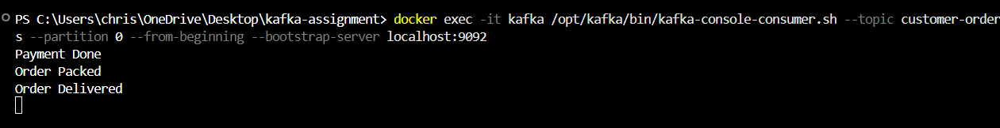 PS C:\Users\chris\OneDrive\Desktop\kafka-assignment> docker exec -it kafka /opt/kafka/bin/kafka-console-consumer.sh --topic customer-order
s --partition 0 --from-beginning --bootstrap-server localhost:9092
Payment Done
Order Packed
Order Delivered